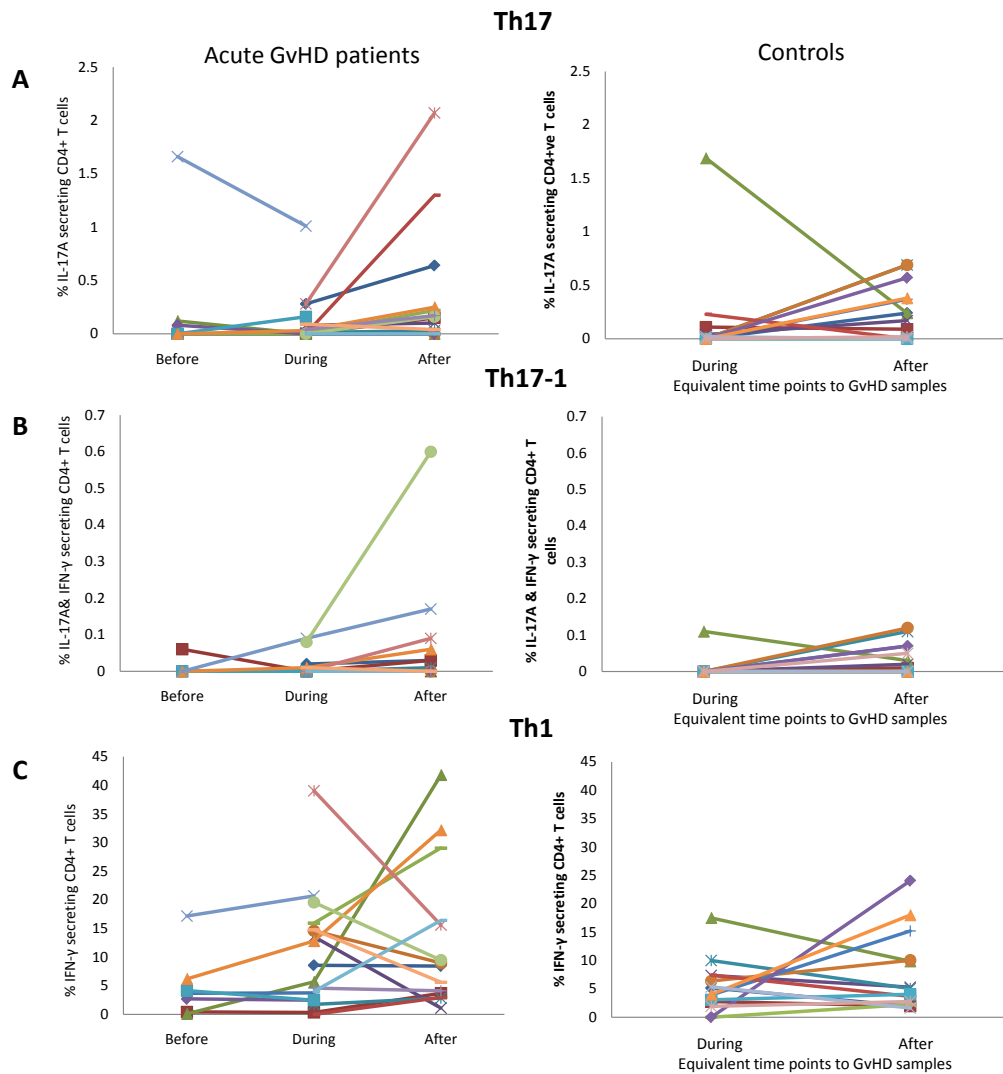 Th17
A
Acute GvHD patients
Controls
% IL-17A secreting CD4+ T cells
2.5
2
1.5
1
0.5
0
Before
During
After
% IL-17A secreting CD4+ve T cells
2.5
2
1.5
1
0.5
0
During
After
Equivalent time points to GvHD samples
Th17-1
B
% IL-17A& IFN-γ secreting CD4+ T cells
0.7
0.6
0.5
0.4
0.3
0.2
0.1
0
Before
During
After
% IL-17A & IFN-γ secreting CD4+ T
cells
0.7
0.6
0.5
0.4
0.3
0.2
0.1
0
During
After
Equivalent time points to GvHD samples
Th1
C
% IFN-γ secreting CD4+ T cells
45
40
35
30
25
20
15
10
5
0
Before
During
After
% IFN-γ secreting CD4+ T cells
45
40
35
30
25
20
15
10
5
0
During
After
Equivalent time points to GvHD samples